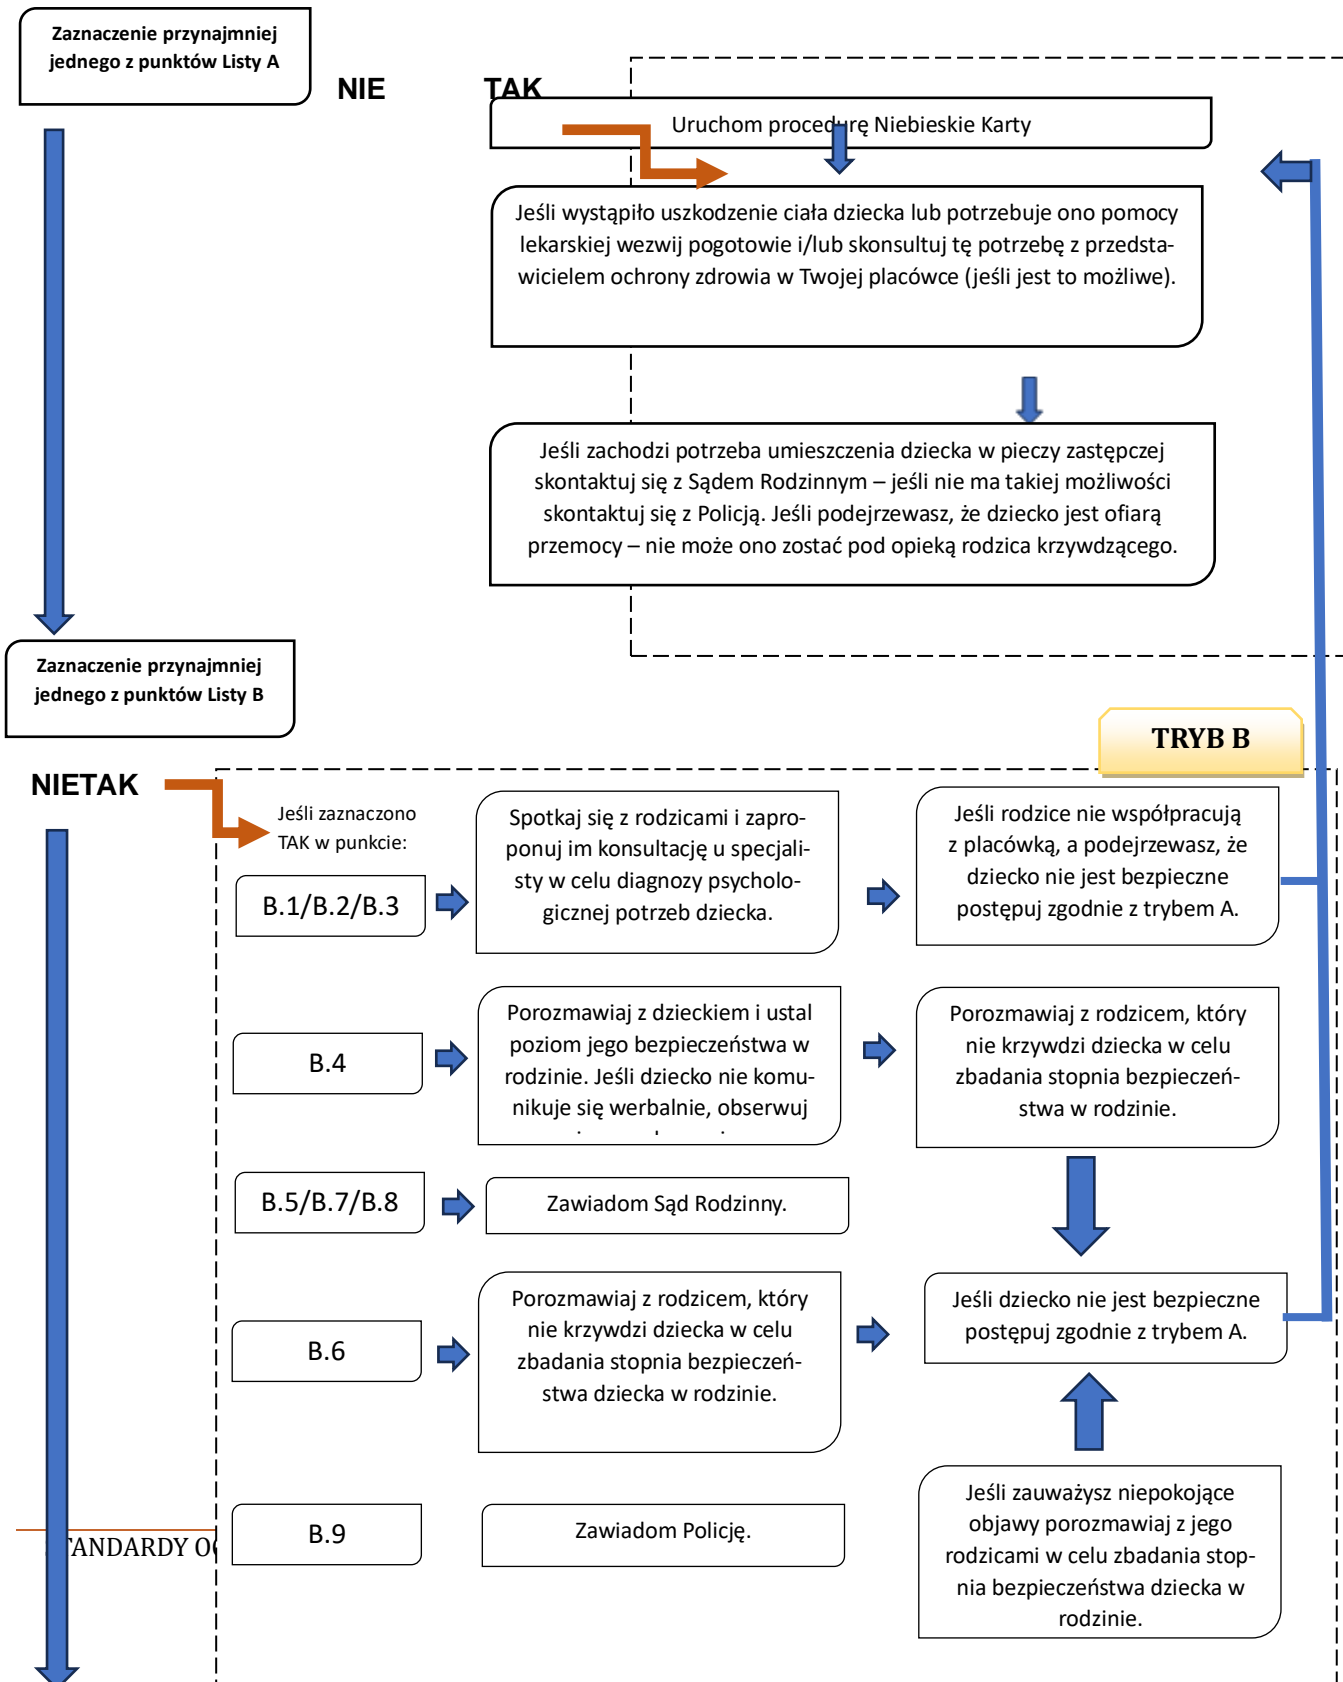 Zaznaczenie przynajmniej
jednego z punktów Listy A
NIE
TAK
Uruchom procedurę Niebieskie Karty
Jeśli wystąpiło uszkodzenie ciała dziecka lub potrzebuje ono pomocy
lekarskiej wezwij pogotowie i/lub skonsultuj tę potrzebę z przedsta-
wicielem ochrony zdrowia w Twojej placówce (jeśli jest to możliwe).
Jeśli zachodzi potrzeba umieszczenia dziecka w pieczy zastępczej
skontaktuj się z Sądem Rodzinnym – jeśli nie ma takiej możliwości
skontaktuj się z Policją. Jeśli podejrzewasz, że dziecko jest ofiarą
przemocy – nie może ono zostać pod opieką rodzica krzywdzącego.
Zaznaczenie przynajmniej
jednego z punktów Listy B
TRYB B
NIETAK
Jeśli zaznaczono
TAK w punkcie:
B.1/B.2/B.3
Spotkaj się z rodzicami i zapro-
ponuj im konsultację u specjali-
sty w celu diagnozy psycholo-
gicznej potrzeb dziecka.
Jeśli rodzice nie współpracują
z placówką, a podejrzewasz, że
dziecko nie jest bezpieczne
postępuj zgodnie z trybem A.
B.4
Porozmawiaj z dzieckiem i ustal
poziom jego bezpieczeństwa w
rodzinie. Jeśli dziecko nie komu-
nikuje się werbalnie, obserwuj
Porozmawiaj z rodzicem, który
nie krzywdzi dziecka w celu
zbadania stopnia bezpieczeń-
stwa w rodzinie.
B.5/B.7/B.8
Zawiadom Sąd Rodzinny.
B.6
Porozmawiaj z rodzicem, który
nie krzywdzi dziecka w celu
zbadania stopnia bezpieczeń-
stwa dziecka w rodzinie.
Jeśli dziecko nie jest bezpieczne
postępuj zgodnie z trybem A.
B.9
Zawiadom Policję.
Jeśli zauważysz niepokojące
objawy porozmawiaj z jego
rodzicami w celu zbadania stop-
nia bezpieczeństwa dziecka w
rodzinie.
STANDARDY